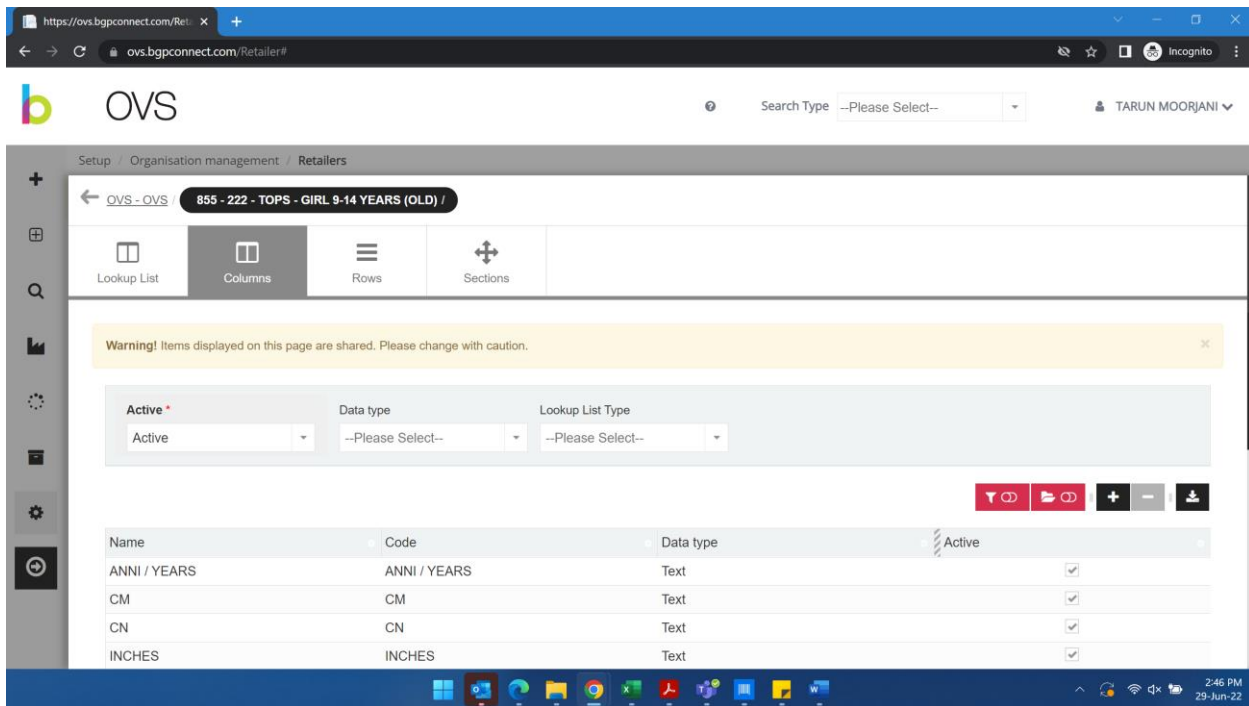 https://ovs.bgpconnect.com/Reta
ovs.bgpconnect.com/Retailer#
Incognito
b
OVS
Search Type --Please Select--
TARUN MOORJANI
Setup / Organisation management / Retailers
OVS - OVS / 855 - 222 - TOPS - GIRL 9-14 YEARS (OLD) /
Lookup List Columns Rows Sections
Warning! Items displayed on this page are shared. Please change with caution.
Active * Data type Lookup List Type
Active --Please Select-- --Please Select--
Name Code Data type Active
ANNI / YEARS ANNI / YEARS Text
CM CM Text
CN CN Text
INCHES INCHES Text
2:46 PM
29-Jun-22